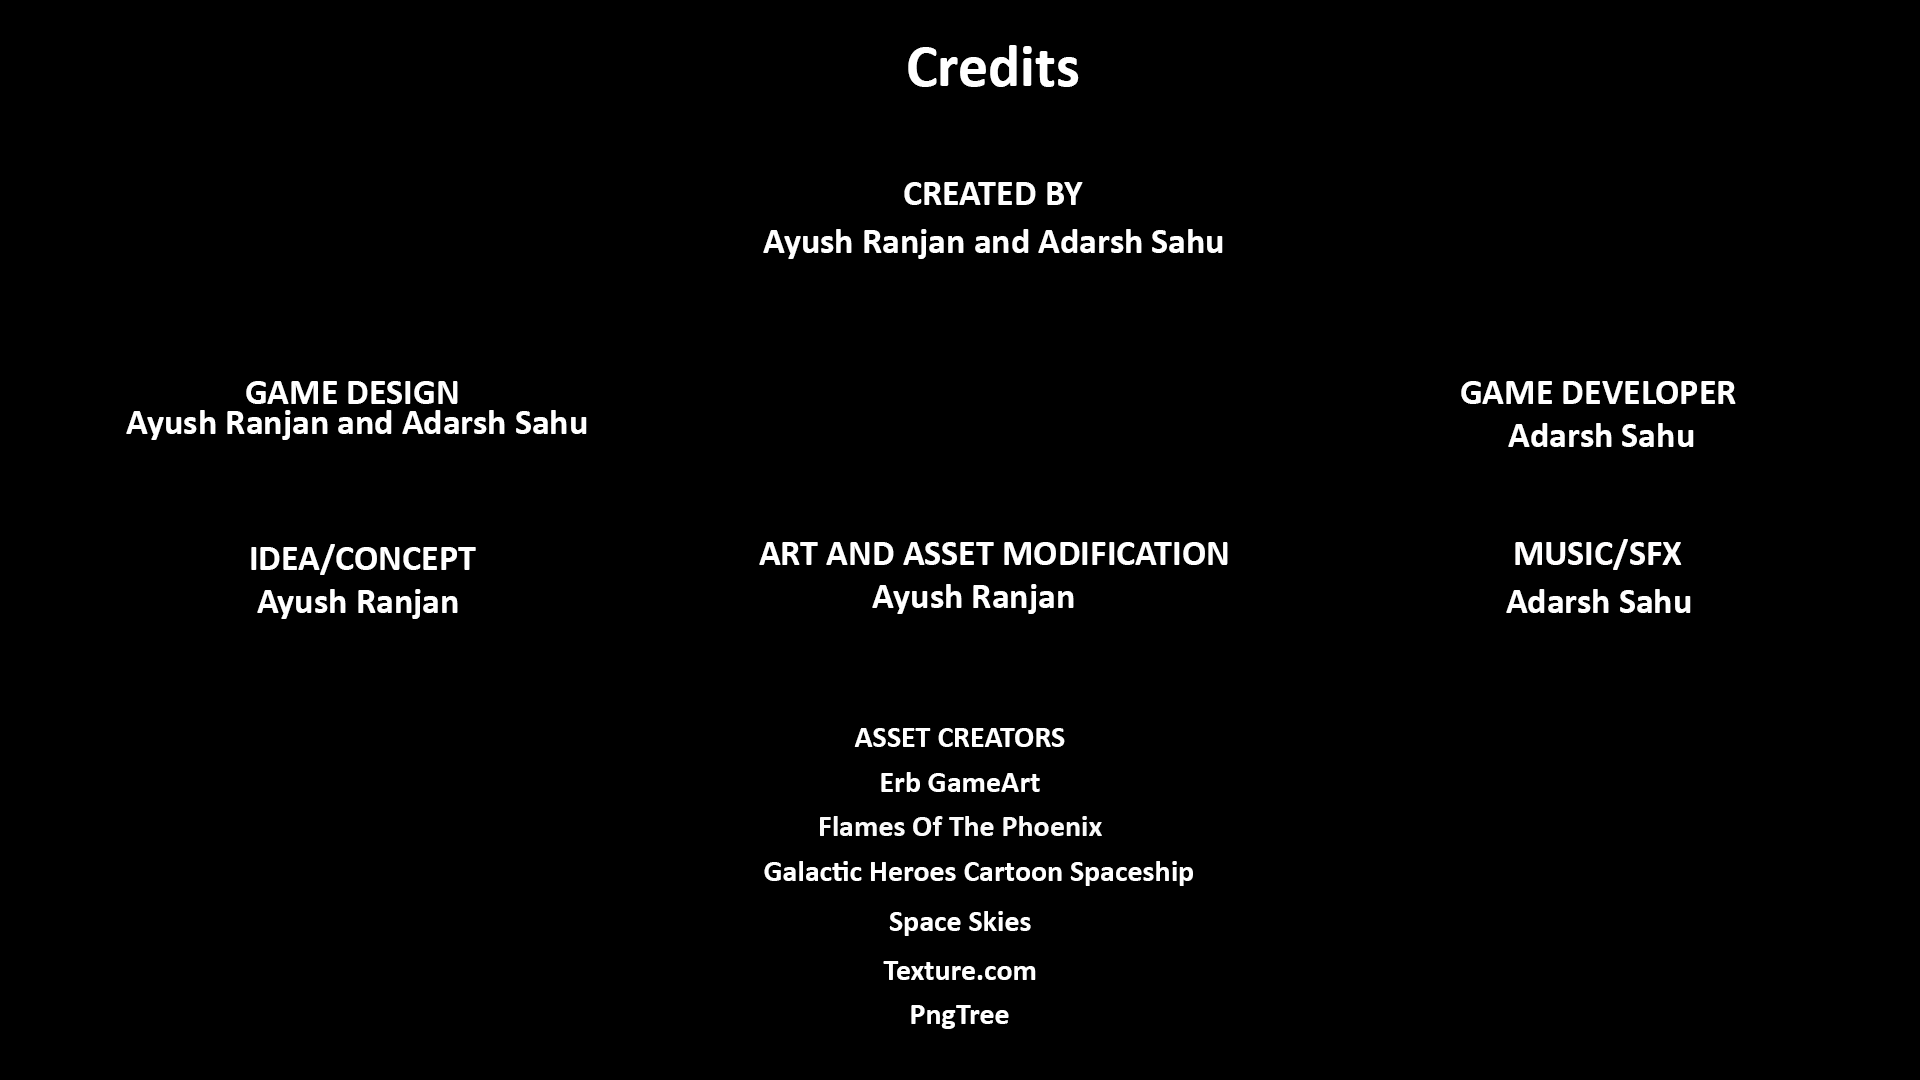 Credits
CREATED BY
Ayush Ranjan and Adarsh Sahu
GAME DESIGN
Ayush Ranjan and Adarsh Sahu
GAME DEVELOPER
Adarsh Sahu
IDEA/CONCEPT
Ayush Ranjan
ART AND ASSET MODIFICATION
Ayush Ranjan
MUSIC/SFX
Adarsh Sahu
ASSET CREATORS
Erb GameArt
Flames Of The Phoenix
Galactic Heroes Cartoon Spaceship
Space Skies
Texture.com
PngTree